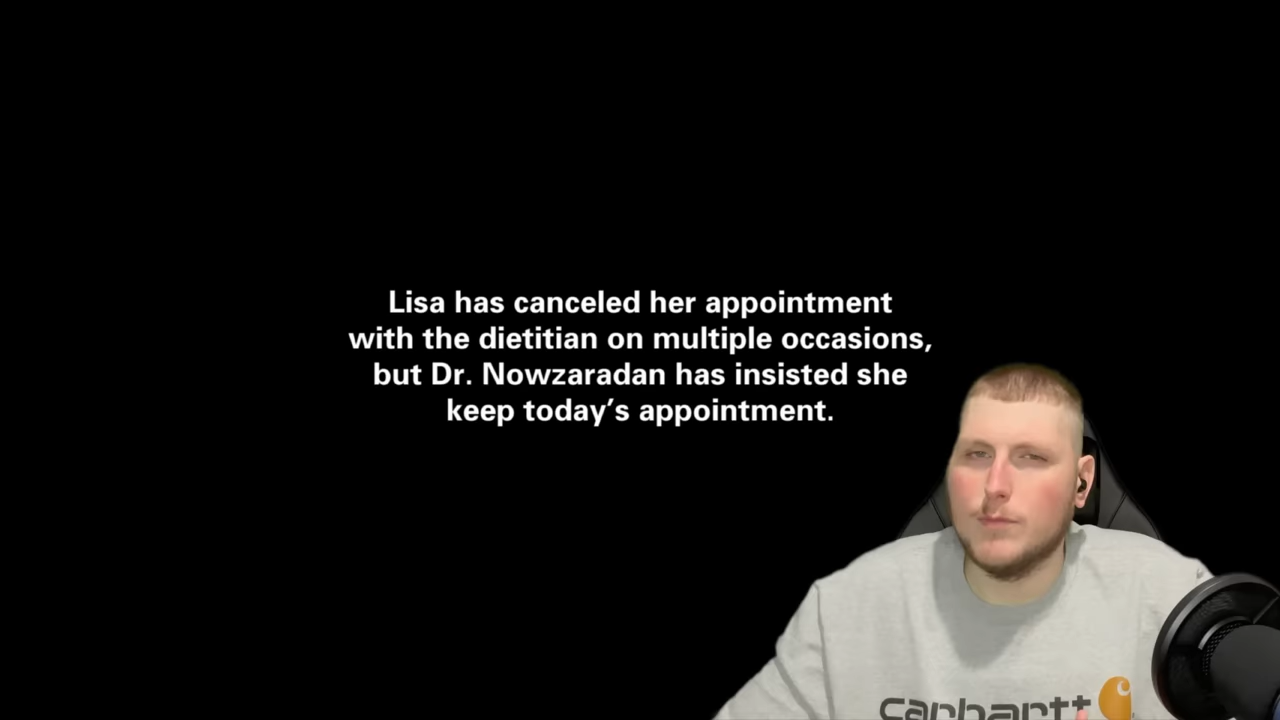 Lisa has canceled her appointment
with the dietitian on multiple occasions,
but Dr. Nowzaradan has insisted she
keep today’s appointment.
carhartt